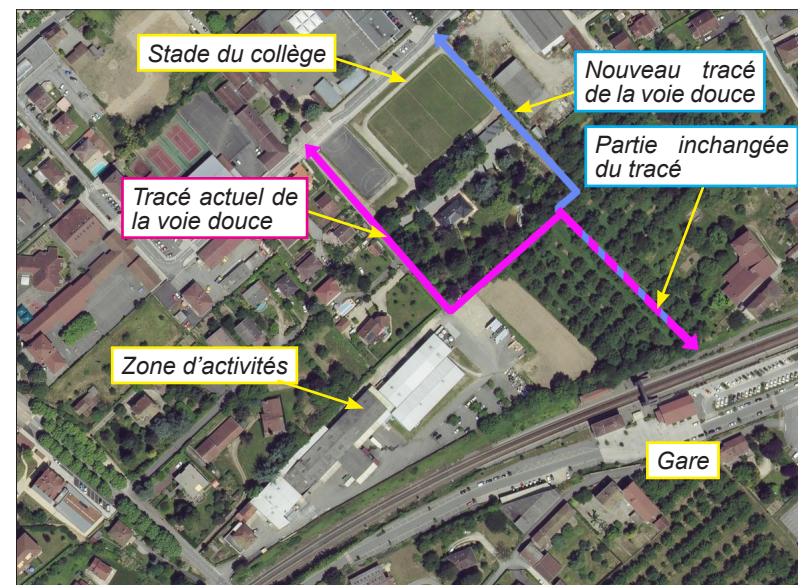 Stade du collège
Nouveau tracé
de la voie douce
Partie inchangée
du tracé
Tracé actuel de
la voie douce
Zone d'activités
Gare